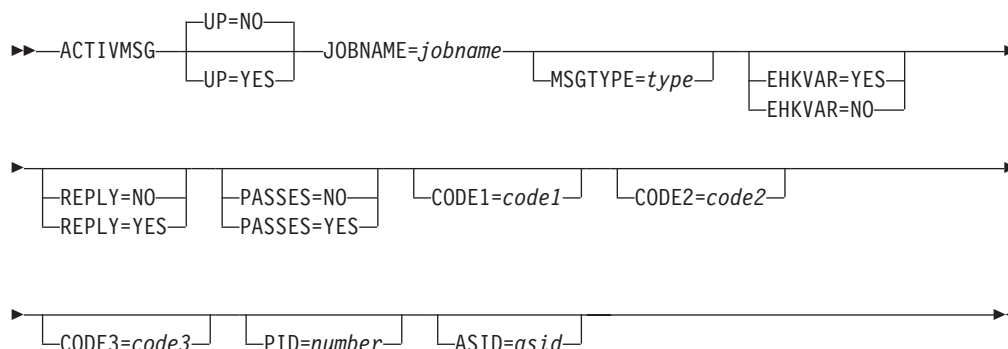 UP=NO
ACTIVMSG UP=YES JOBNAME=jobname MSGTYPE=type EHKVAR=YES
EHKVAR=NO
REPLY=NO PASSES=NO CODE1=code1 CODE2=code2
REPLY=YES PASSES=YES
CODE3=code3 PID=number ASID=asid